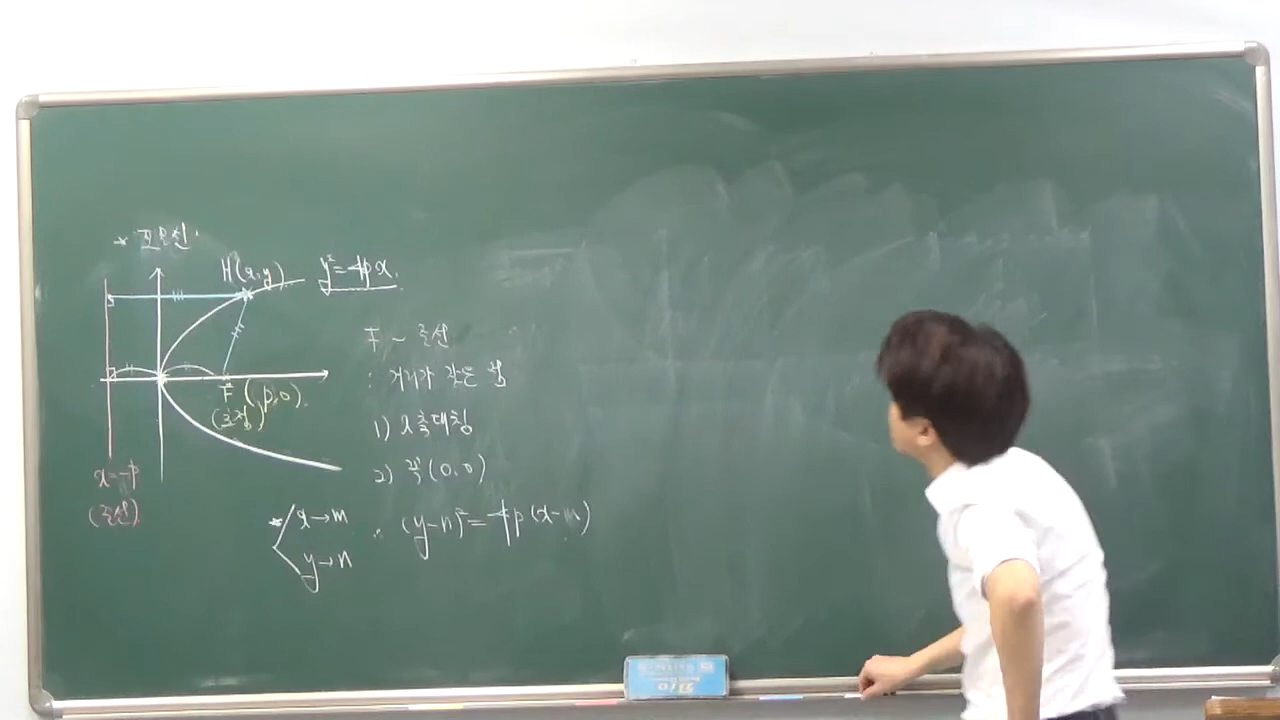 * 포물선
H(x,y)
y²=4px.
F ~ 준선
: 거리가 같은 점
F (p,0).
(초점)
1) x축대칭
2) 꼭(0,0)
x=-p
(준선)
* x→m
y→n
∴ (y-n)²=4p(x-m)